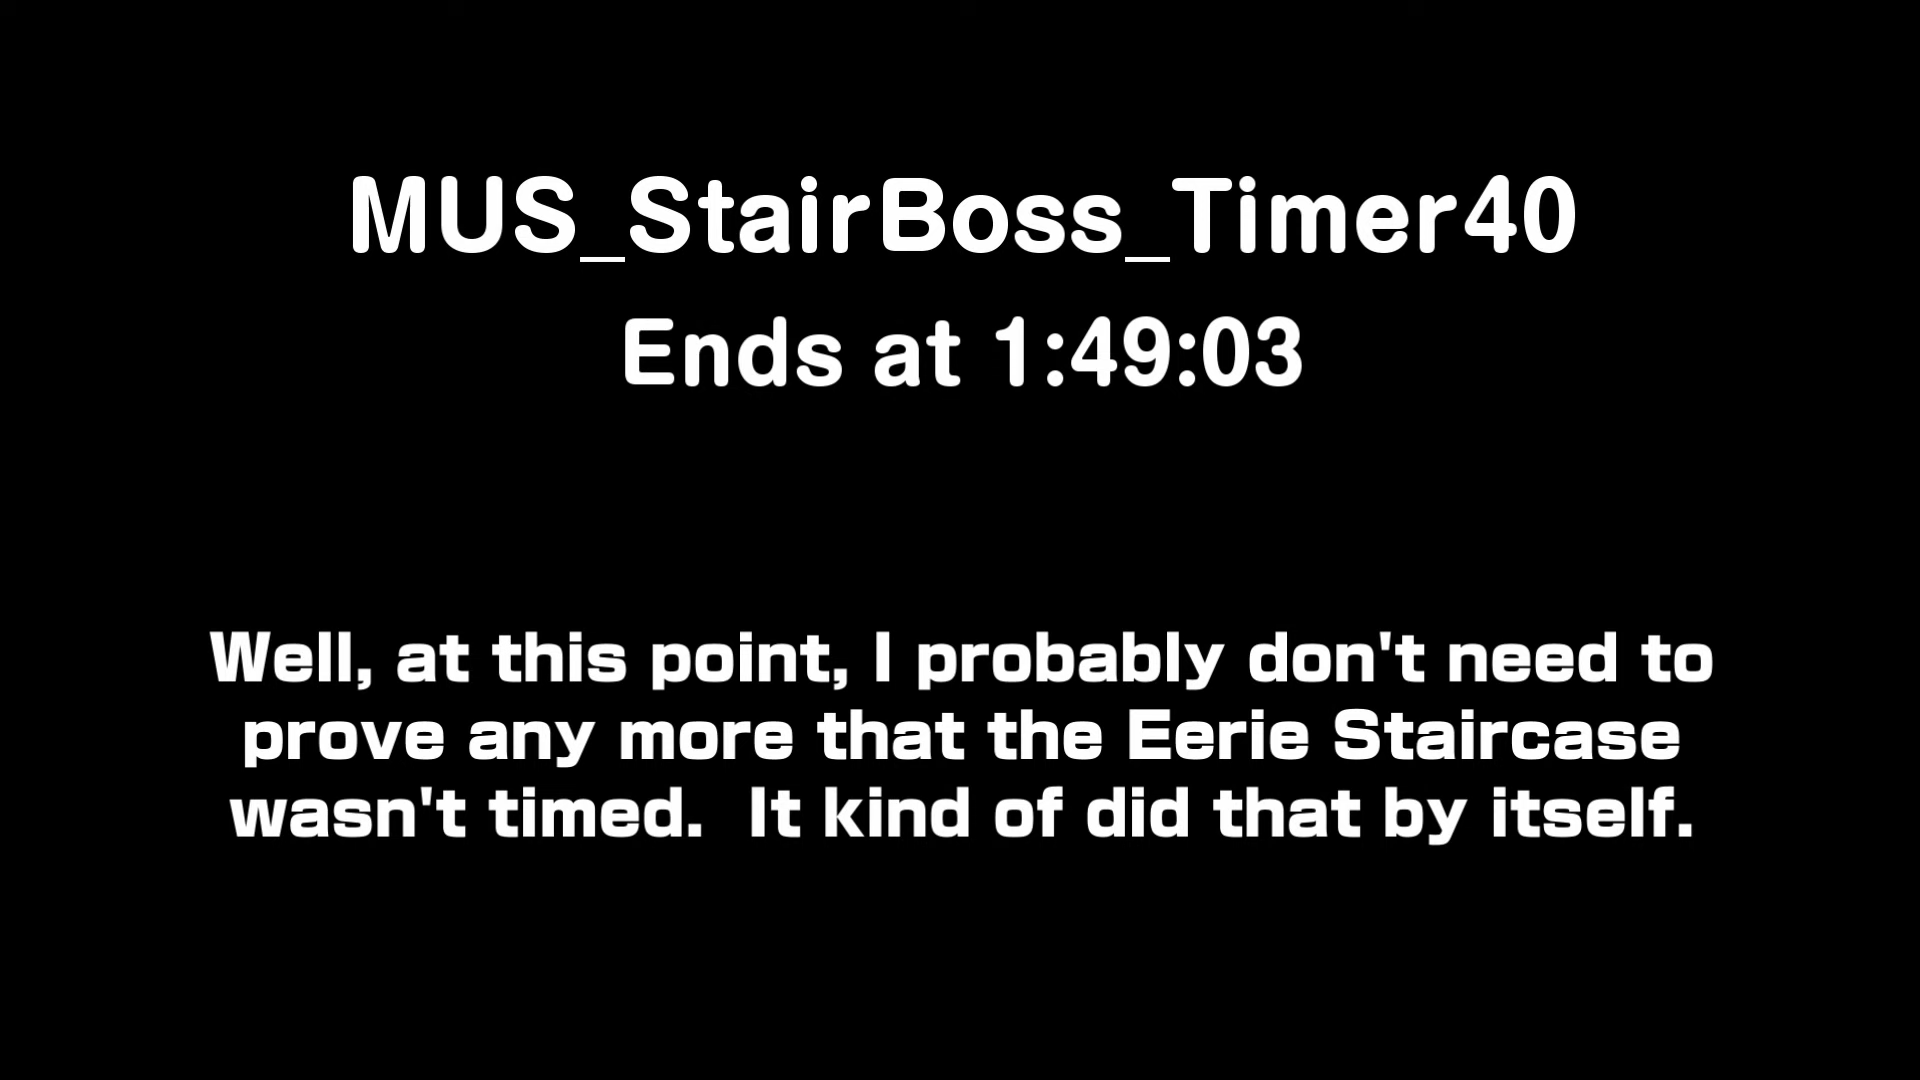 MUS_StairBoss_Timer40
Ends at 1:49:03
Well, at this point, I probably don't need to
prove any more that the Eerie Staircase
wasn't timed.  It kind of did that by itself.